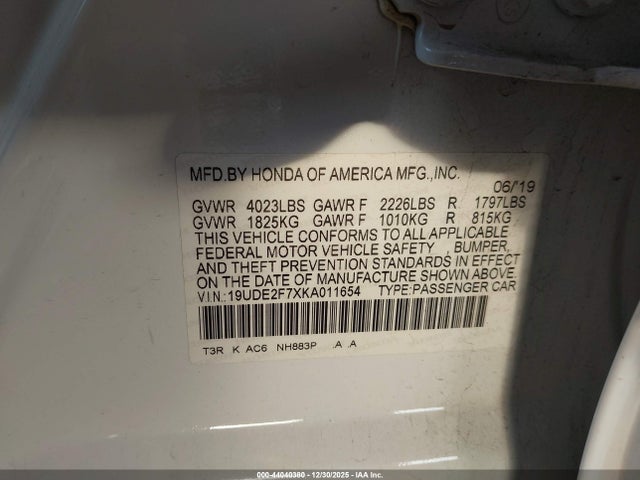 MFD.BY HONDA OF AMERICA MFG.,INC.
06/'19
GVWR 4023LBS GAWR F 2226LBS R 1797LBS
GVWR 1825KG GAWR F 1010KG R 815KG
THIS VEHICLE CONFORMS TO ALL APPLICABLE
FEDERAL MOTOR VEHICLE SAFETY , BUMPER,
AND THEFT PREVENTION STANDARDS IN EFFECT
ON THE DATE OF MANUFACTURE SHOWN ABOVE.
V.I.N.:19UDE2F7XKA011654 TYPE:PASSENGER CAR
T3R K AC6 NH883P .A .A
000-44040380 - 12/30/2025 - IAA Inc.